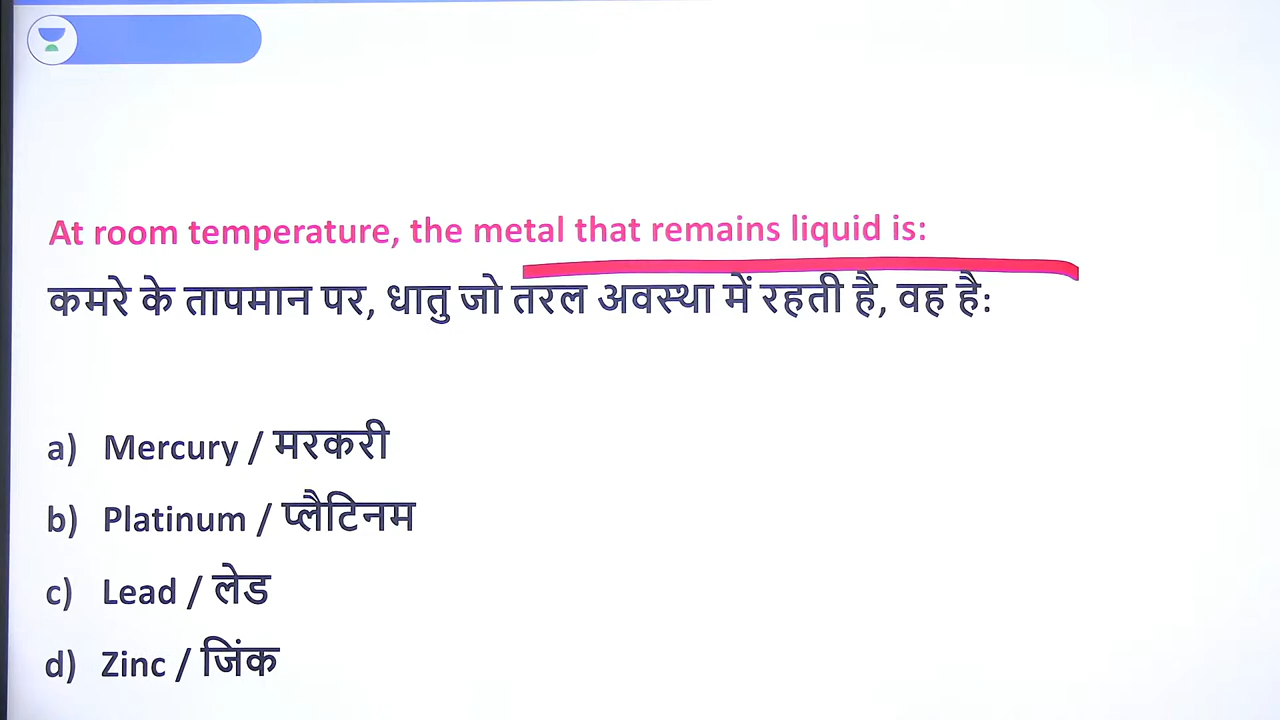 At room temperature, the metal that remains liquid is:
कमरे के तापमान पर, धातु जो तरल अवस्था में रहती है, वह है:
a) Mercury / मरकरी
b) Platinum / प्लैटिनम
c) Lead / लेड
d) Zinc / जिंक